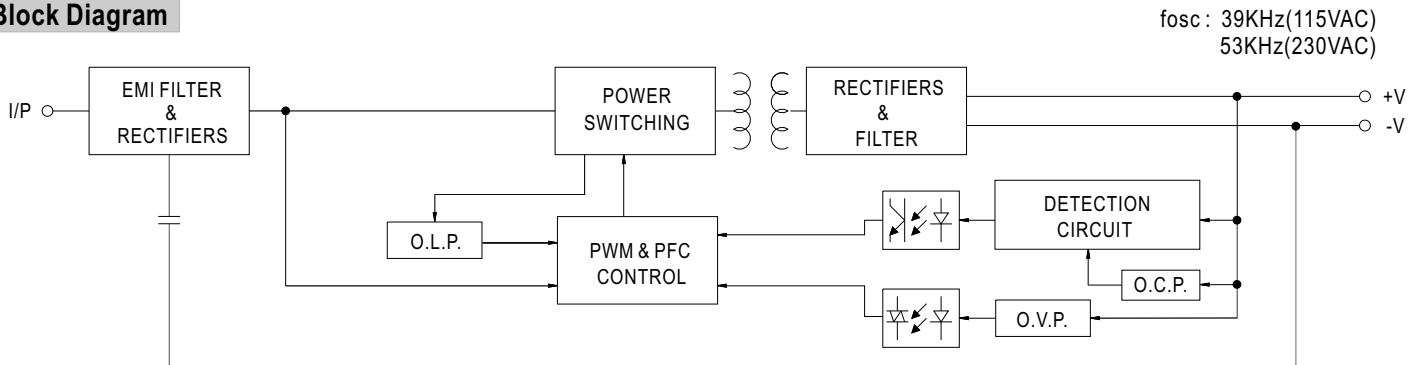 Block Diagram
fosc : 39KHz(115VAC)
53KHz(230VAC)
I/P
EMI FILTER
&
RECTIFIERS
POWER
SWITCHING
RECTIFIERS
&
FILTER
+V
-V
O.L.P.
PWM & PFC
CONTROL
DETECTION
CIRCUIT
O.C.P.
O.V.P.